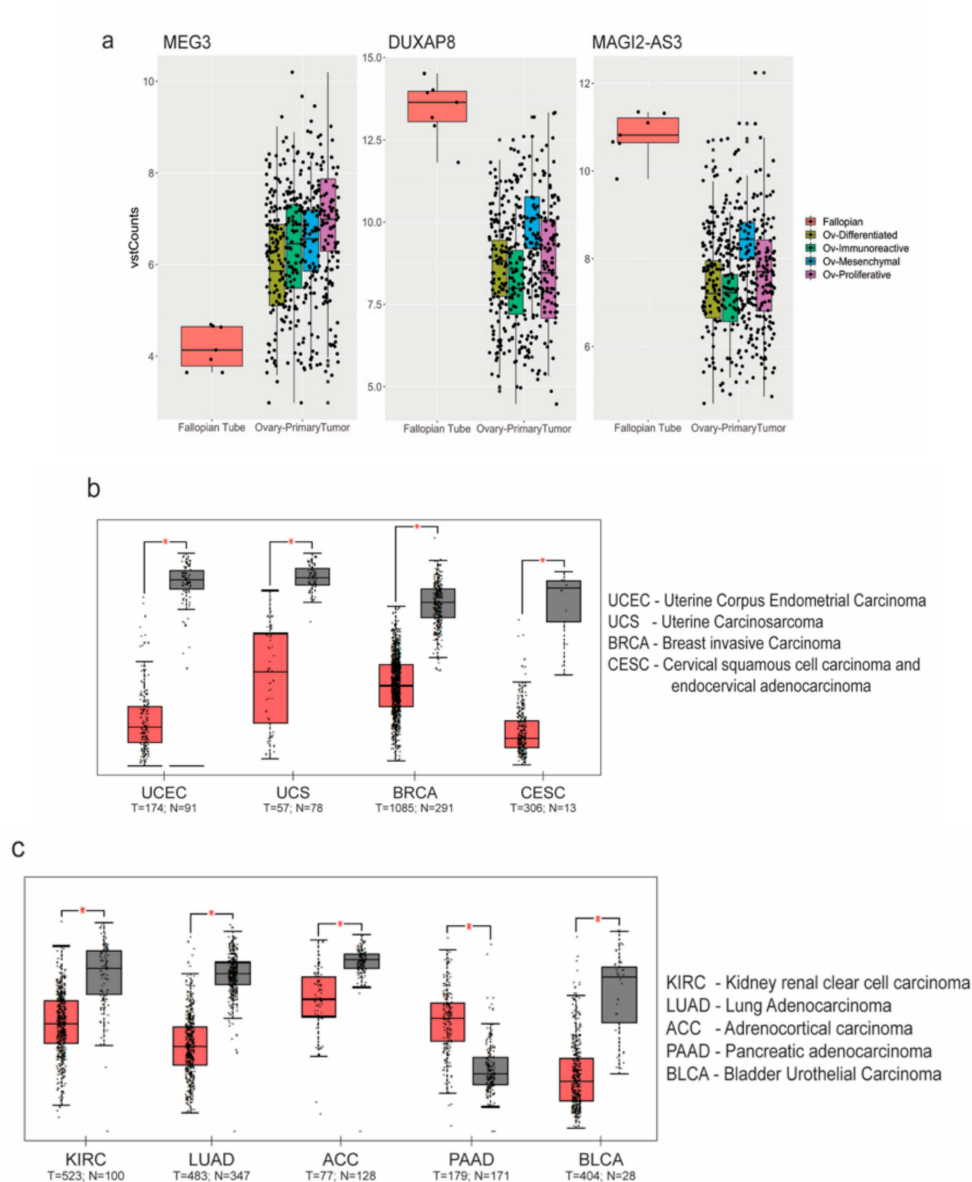 a
MEG3
DUXAP8
MAGI2-AS3
vstCounts
10
8
6
4
15.0
12.5
10.0
7.5
5.0
12
10
8
6
Fallopian Tube
Ovary-PrimaryTumor
Fallopian Tube
Ovary-PrimaryTumor
Fallopian Tube
Ovary-PrimaryTumor
Fallopian
Ov-Differentiated
Ov-Immunoreactive
Ov-Mesenchymal
Ov-Proliferative
b
* * * *
UCEC UCS BRCA CESC
T=174; N=91 T=57; N=78 T=1085; N=291 T=306; N=13
UCEC - Uterine Corpus Endometrial Carcinoma
UCS - Uterine Carcinosarcoma
BRCA - Breast invasive Carcinoma
CESC - Cervical squamous cell carcinoma and
endocervical adenocarcinoma
c
* * * * *
KIRC LUAD ACC PAAD BLCA
T=523; N=100 T=483; N=347 T=77; N=128 T=179; N=171 T=404; N=28
KIRC - Kidney renal clear cell carcinoma
LUAD - Lung Adenocarcinoma
ACC - Adrenocortical carcinoma
PAAD - Pancreatic adenocarcinoma
BLCA - Bladder Urothelial Carcinoma